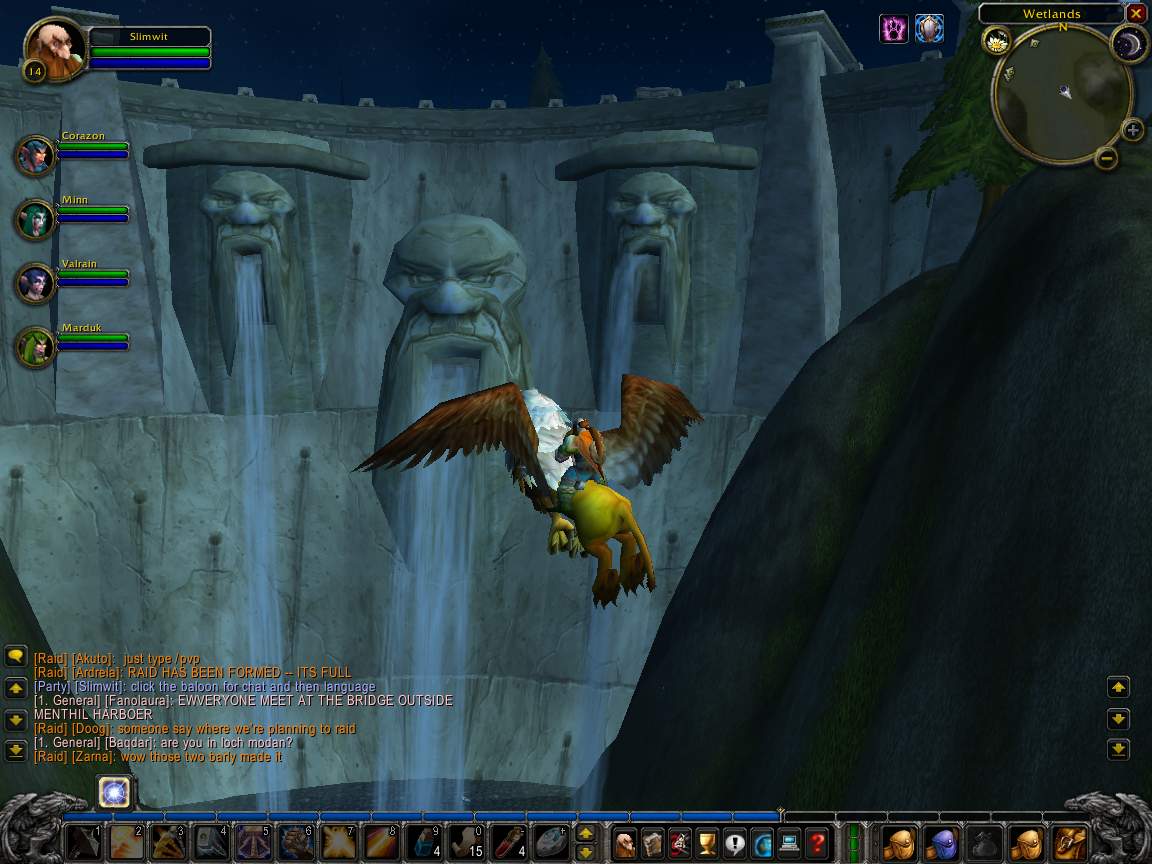 Slimwit
Wetlands
N
14
Corazon
Minn
Valrain
Marduk
[Raid] [Akuto]: just type /pvp
[Raid] [Ardrela]: RAID HAS BEEN FORMED -- ITS FULL
[Party] [Slimwit]: click the baloon for chat and then language
[1. General] [Fanolaura]: EWVERYONE MEET AT THE BRIDGE OUTSIDE
MENTHIL HARBOER
[Raid] [Doog]: someone say where we're planning to raid
[1. General] [Baqdar]: are you in loch modan?
[Raid] [Zarna]: wow those two barly made it
1 2 3 4 5 6 7 8 9 0 - +
4 15 4